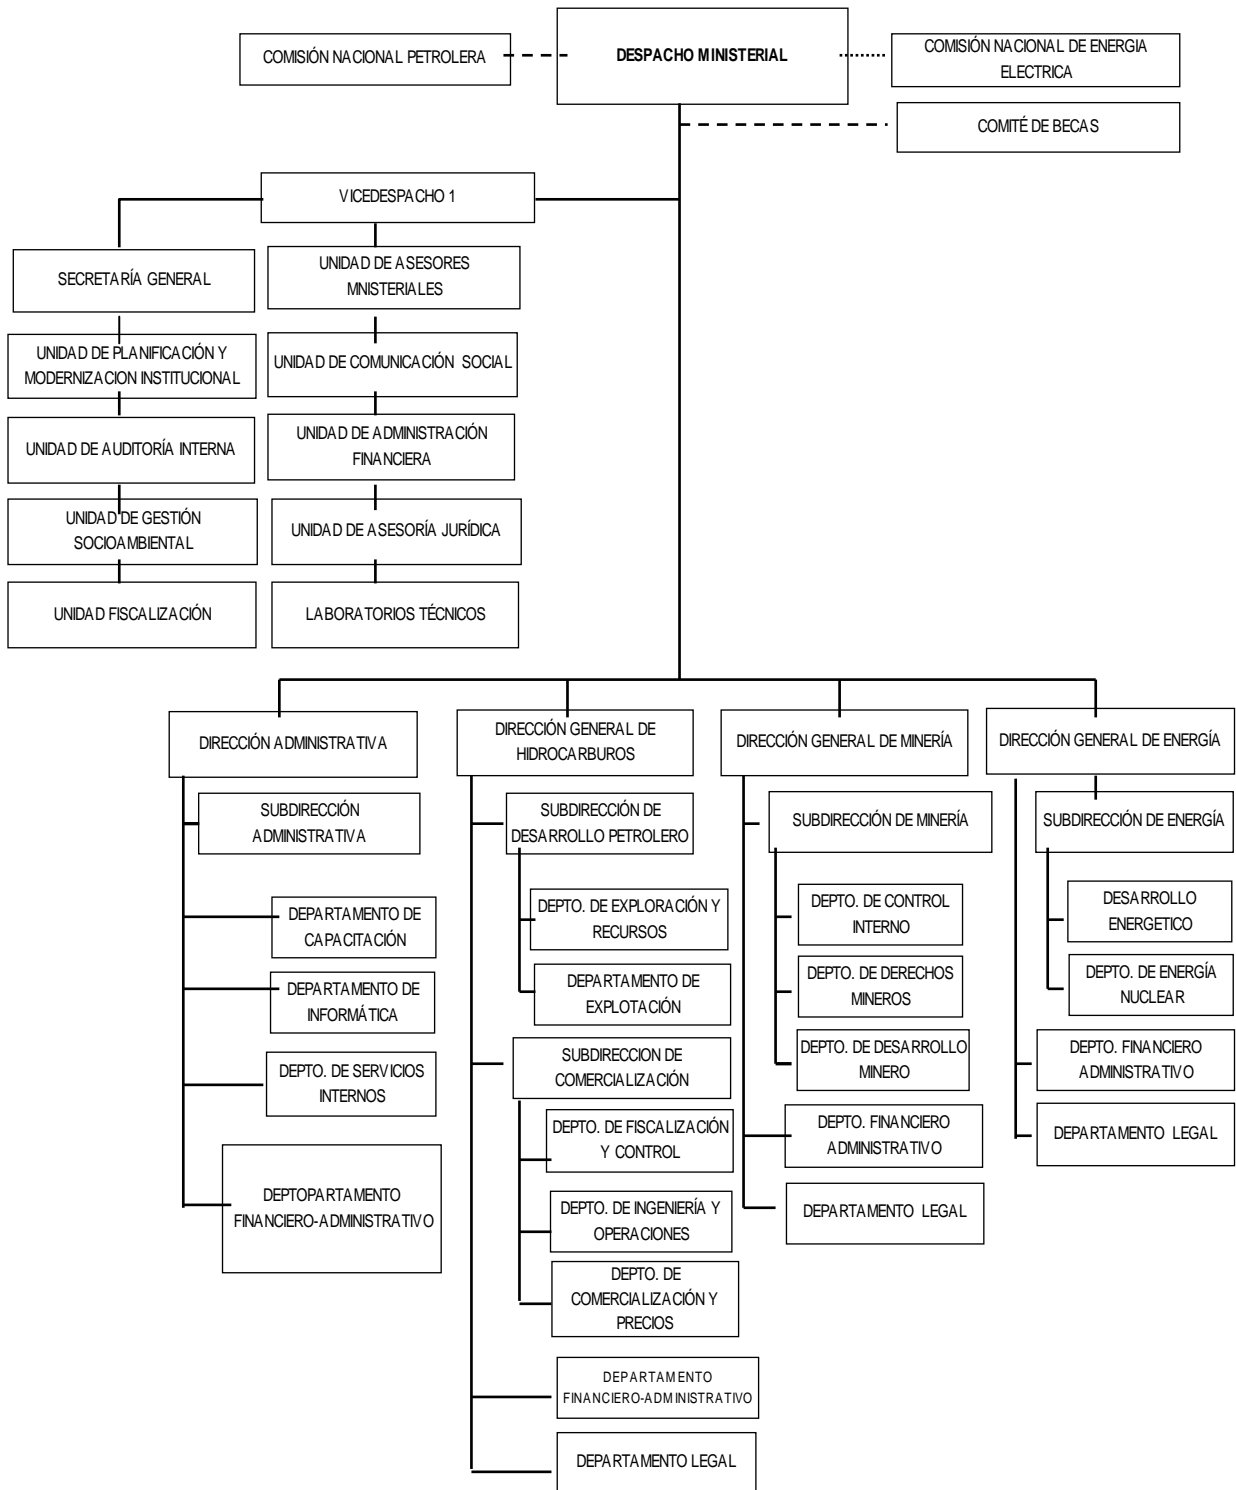 COMISIÓN NACIONAL PETROLERA
DESPACHO MINISTERIAL
COMISIÓN NACIONAL DE ENERGIA
ELECTRICA
COMITÉ DE BECAS
VICEDESPACHO 1
SECRETARÍA GENERAL
UNIDAD DE ASESORES
MNISTERIALES
UNIDAD DE PLANIFICACIÓN Y
MODERNIZACION INSTITUCIONAL
UNIDAD DE COMUNICACIÓN SOCIAL
UNIDAD DE AUDITORÍA INTERNA
UNIDAD DE ADMINISTRACIÓN
FINANCIERA
UNIDAD DE GESTIÓN
SOCIOAMBIENTAL
UNIDAD DE ASESORÍA JURÍDICA
UNIDAD FISCALIZACIÓN
LABORATORIOS TÉCNICOS
DIRECCIÓN ADMINISTRATIVA
SUBDIRECCIÓN
ADMINISTRATIVA
DEPARTAMENTO DE
CAPACITACIÓN
DEPARTAMENTO DE
INFORMÁTICA
DEPTO. DE SERVICIOS
INTERNOS
DEPTOPARTAMENTO
FINANCIERO-ADMINISTRATIVO
DIRECCIÓN GENERAL DE
HIDROCARBUROS
SUBDIRECCIÓN DE
DESARROLLO PETROLERO
DEPTO. DE EXPLORACIÓN Y
RECURSOS
DEPARTAMENTO DE
EXPLOTACIÓN
SUBDIRECCION DE
COMERCIALIZACIÓN
DEPTO. DE FISCALIZACIÓN
Y CONTROL
DEPTO. DE INGENIERÍA Y
OPERACIONES
DEPTO. DE
COMERCIALIZACIÓN Y
PRECIOS
DEPARTAMENTO
FINANCIERO-ADMINISTRATIVO
DEPARTAMENTO LEGAL
DIRECCIÓN GENERAL DE MINERÍA
SUBDIRECCIÓN DE MINERÍA
DEPTO. DE CONTROL
INTERNO
DEPTO. DE DERECHOS
MINEROS
DEPTO. DE DESARROLLO
MINERO
DEPTO. FINANCIERO
ADMINISTRATIVO
DEPARTAMENTO LEGAL
DIRECCIÓN GENERAL DE ENERGÍA
SUBDIRECCIÓN DE ENERGÍA
DESARROLLO
ENERGETICO
DEPTO. DE ENERGÍA
NUCLEAR
DEPTO. FINANCIERO
ADMINISTRATIVO
DEPARTAMENTO LEGAL